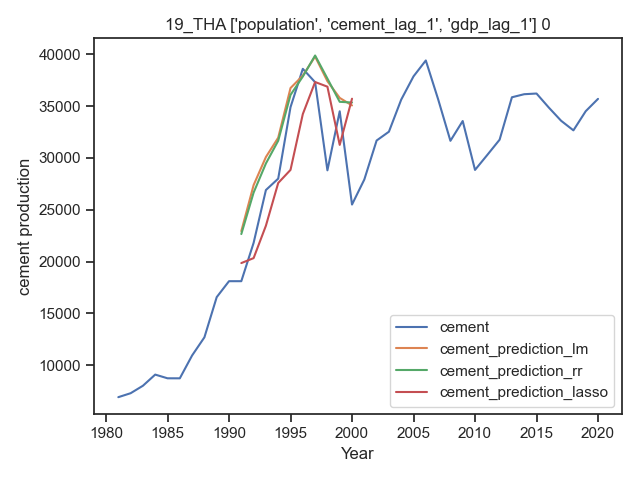 19_THA ['population', 'cement_lag_1', 'gdp_lag_1'] 0
cement production
40000
35000
30000
25000
20000
15000
10000
cement
cement_prediction_lm
cement_prediction_rr
cement_prediction_lasso
1980 1985 1990 1995 2000 2005 2010 2015 2020
Year